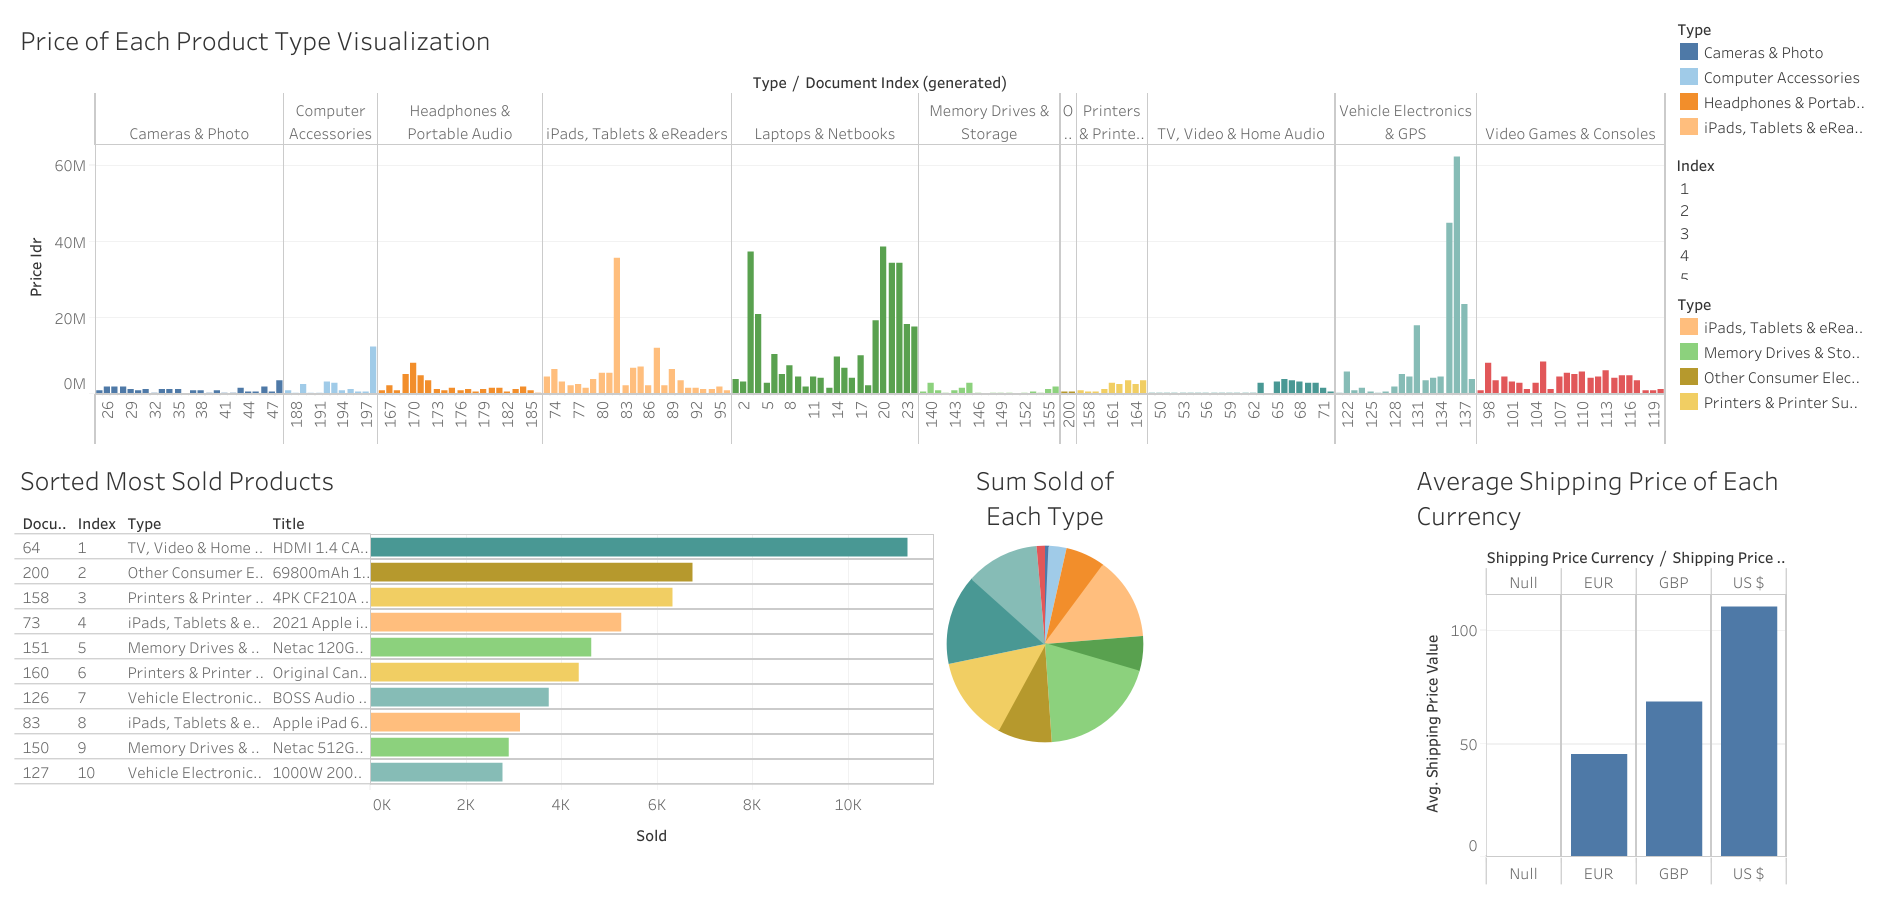 Price of Each Product Type Visualization
Type / Document Index (generated)
Cameras & Photo
Computer
Accessories
Headphones &
Portable Audio
iPads, Tablets & eReaders
Laptops & Netbooks
Memory Drives &
Storage
O
..
Printers
& Printe..
TV, Video & Home Audio
Vehicle Electronics
& GPS
Video Games & Consoles
Price Idr
60M
40M
20M
0M
26 29 32 35 38 41 44 47 188 191 194 197 167 170 173 176 179 182 185 74 77 80 83 86 89 92 95 2 5 8 11 14 17 20 23 140 143 146 149 152 155 200 158 161 164 50 53 56 59 62 65 68 71 122 125 128 131 134 137 98 101 104 107 110 113 116 119
Type
Cameras & Photo
Computer Accessories
Headphones & Portab..
iPads, Tablets & eRea..
Index
1
2
3
4
5
Type
iPads, Tablets & eRea..
Memory Drives & Sto..
Other Consumer Elec..
Printers & Printer Su..
Sorted Most Sold Products
Docu.. Index Type Title
64 1 TV, Video & Home .. HDMI 1.4 CA..
200 2 Other Consumer E.. 69800mAh 1..
158 3 Printers & Printer .. 4PK CF210A ..
73 4 iPads, Tablets & e.. 2021 Apple i..
151 5 Memory Drives & .. Netac 120G..
160 6 Printers & Printer .. Original Can..
126 7 Vehicle Electronic.. BOSS Audio ..
83 8 iPads, Tablets & e.. Apple iPad 6..
150 9 Memory Drives & .. Netac 512G..
127 10 Vehicle Electronic.. 1000W 200..
0K 2K 4K 6K 8K 10K
Sold
Sum Sold of
Each Type
Average Shipping Price of Each
Currency
Shipping Price Currency / Shipping Price ..
Null EUR GBP US $
Avg. Shipping Price Value
100
50
0
Null EUR GBP US $